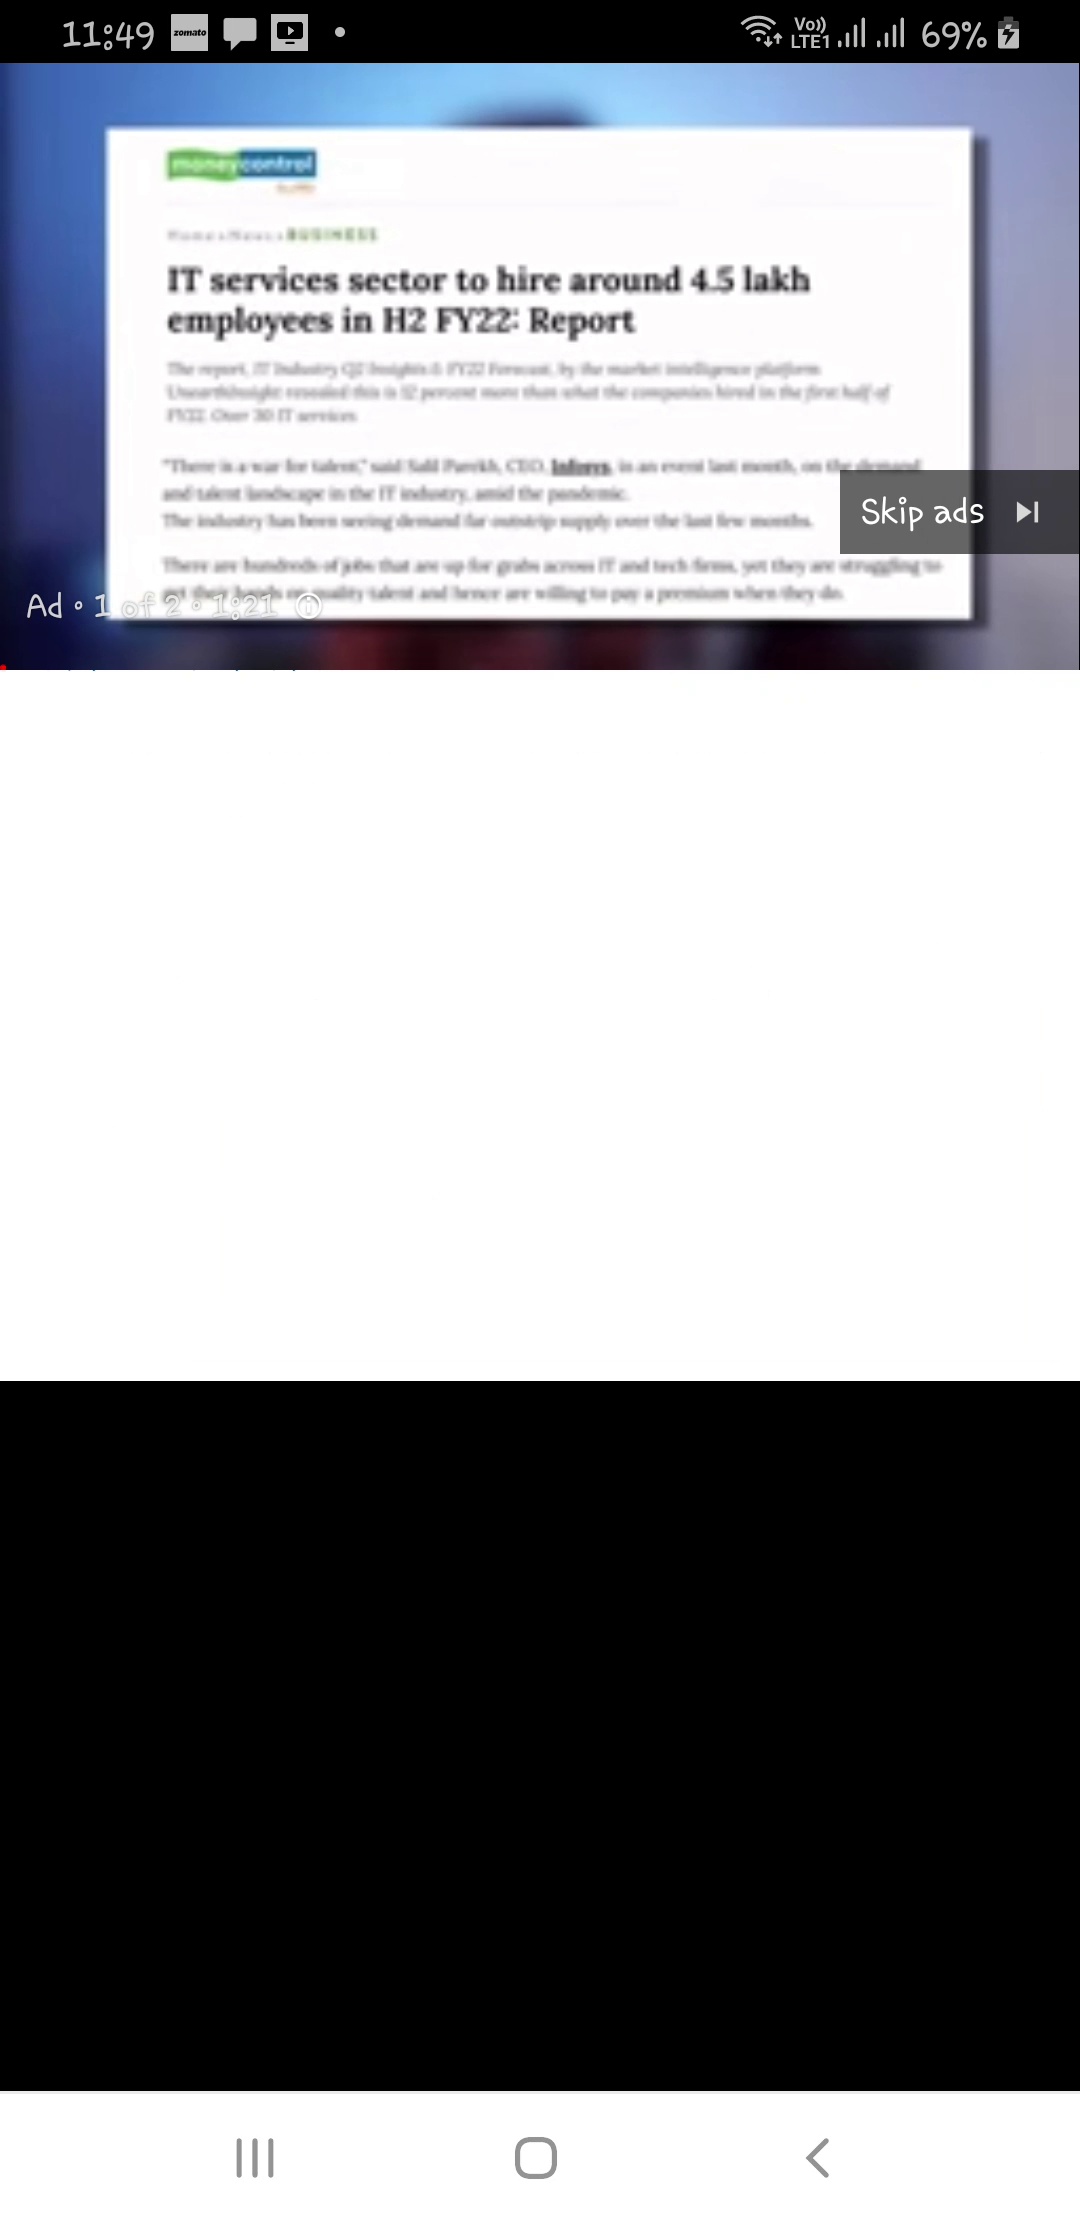 11:49 zomato Vo)) LTE1 69%
moneycontrol
Home News BUSINESS
IT services sector to hire around 4.5 lakh
employees in H2 FY22: Report
The report, IT Industry Q2 Insights & FY22 Forecast, by the market intelligence platform
UnearthInsight revealed this is 12 percent more than what the companies hired in the first half of
FY22. Over 30 IT services
"There is a war for talent," said Salil Parekh, CEO, Infosys, in an event last month, on the demand
and talent landscape in the IT industry, amid the pandemic.
The industry has been seeing demand far outstrip supply over the last few months.
Skip ads
There are hundreds of jobs that are up for grabs across IT and tech firms, yet they are struggling to
get their hands on quality talent and hence are willing to pay a premium when they do.
Ad • 1 of 2 • 1:21